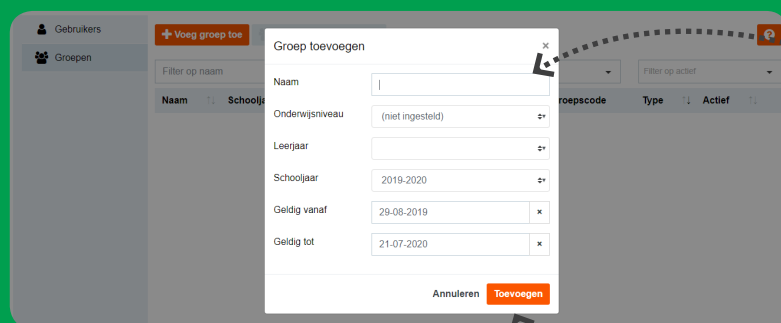 Gebruikers
Groepen
Voeg groep toe
Filter op naam
Filter op actief
Naam
Schoolja
roepscode
Type
Actief
Groep toevoegen
×
Naam
Onderwijsniveau (niet ingesteld)
Leerjaar
Schooljaar 2019-2020
Geldig vanaf 29-08-2019 ×
Geldig tot 21-07-2020 ×
Annuleren Toevoegen